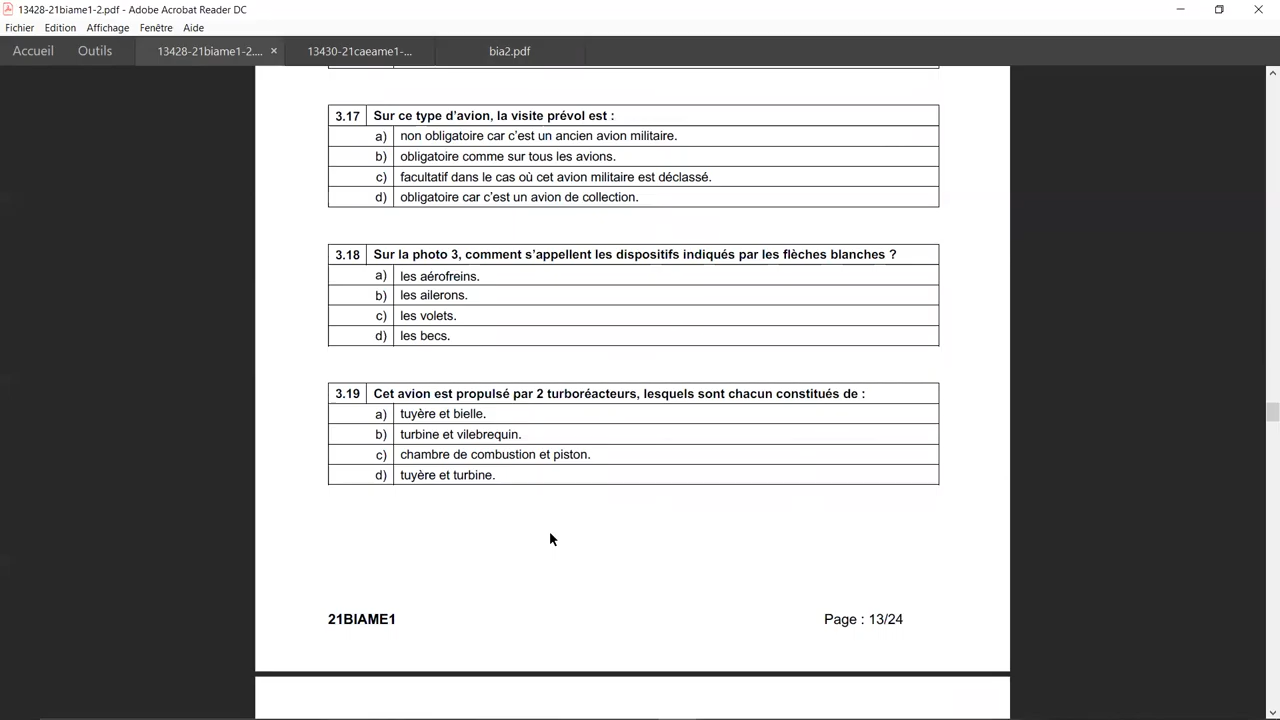 13428-21biame1-2.pdf - Adobe Acrobat Reader DC
Fichier Edition Affichage Fenêtre Aide
Accueil Outils 13428-21biame1-2.... × 13430-21caeame1-... bia2.pdf
3.17 Sur ce type d'avion, la visite prévol est :
a) non obligatoire car c'est un ancien avion militaire.
b) obligatoire comme sur tous les avions.
c) facultatif dans le cas où cet avion militaire est déclassé.
d) obligatoire car c'est un avion de collection.
3.18 Sur la photo 3, comment s'appellent les dispositifs indiqués par les flèches blanches ?
a) les aérofreins.
b) les ailerons.
c) les volets.
d) les becs.
3.19 Cet avion est propulsé par 2 turboréacteurs, lesquels sont chacun constitués de :
a) tuyère et bielle.
b) turbine et vilebrequin.
c) chambre de combustion et piston.
d) tuyère et turbine.
21BIAME1 Page : 13/24